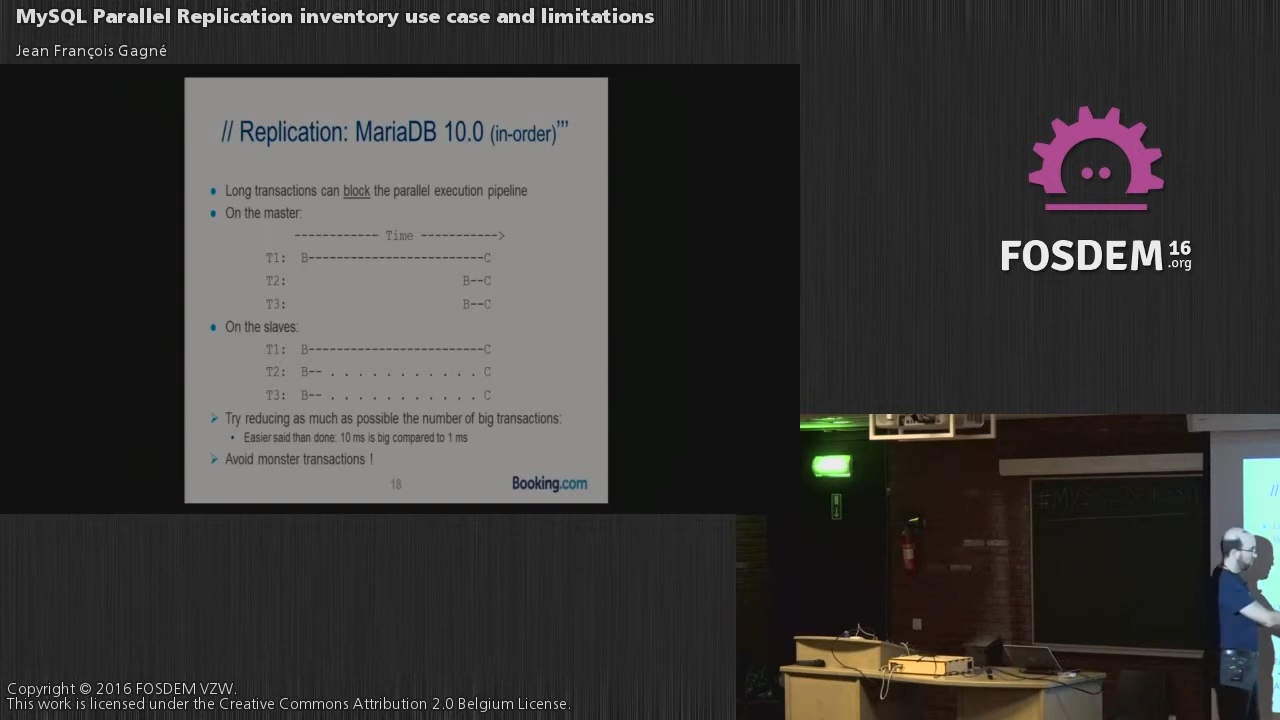 MySQL Parallel Replication inventory use case and limitations
Jean François Gagné
// Replication: MariaDB 10.0 (in-order)’’’
• Long transactions can block the parallel execution pipeline
• On the master:
------------ Time ----------->
T1: B-------------------------C
T2: B--C
T3: B--C
• On the slaves:
T1: B-------------------------C
T2: B-- . . . . . . . . . . . C
T3: B-- . . . . . . . . . . . C
➢ Try reducing as much as possible the number of big transactions:
• Easier said than done: 10 ms is big compared to 1 ms
➢ Avoid monster transactions !
18
Booking.com
FOSDEM 16
.org
Copyright © 2016 FOSDEM VZW.
This work is licensed under the Creative Commons Attribution 2.0 Belgium License.